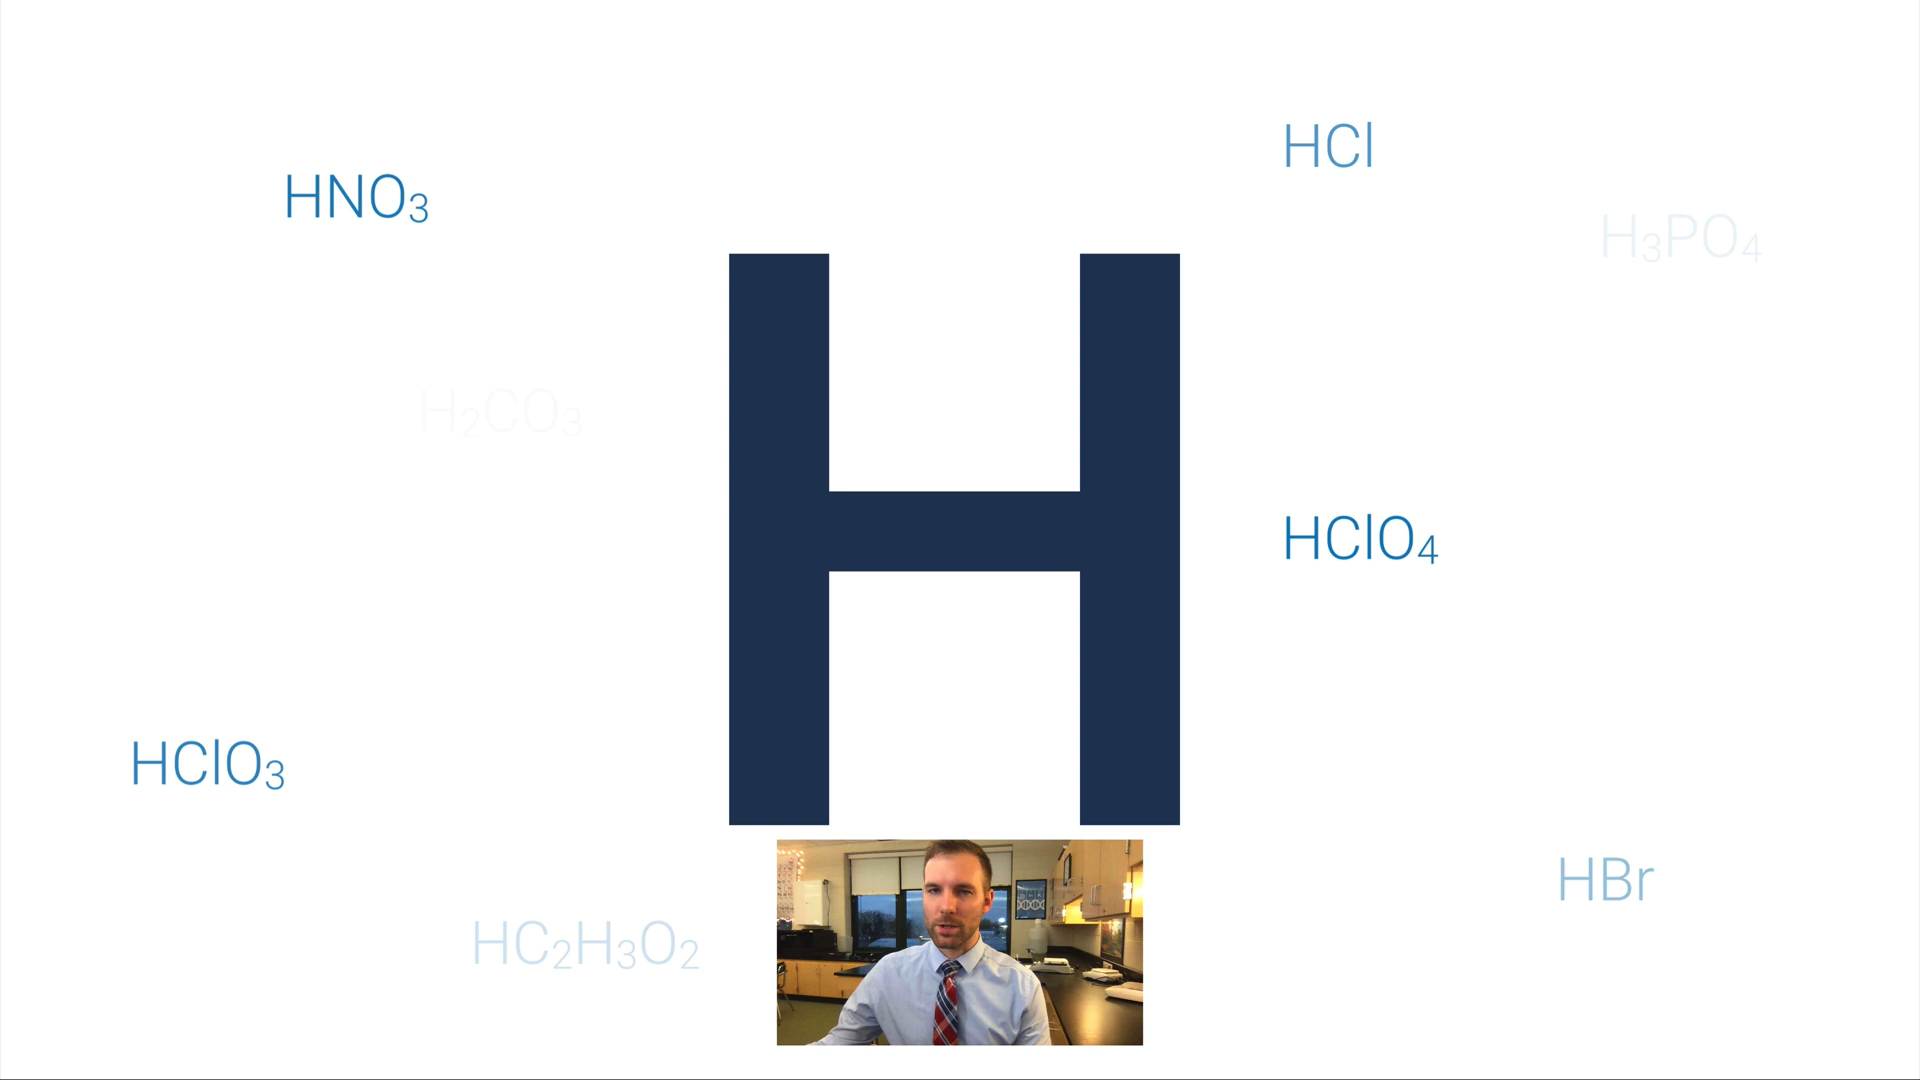 HCl
HNO₃
H₃PO₄
H
H₂CO₃
HClO₄
HClO₃
HBr
HC₂H₃O₂